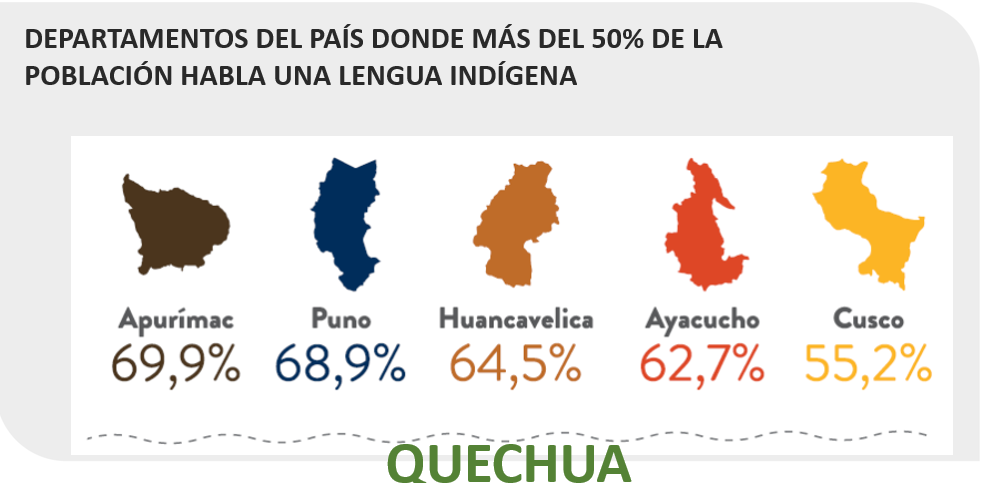 DEPARTAMENTOS DEL PAÍS DONDE MÁS DEL 50% DE LA
POBLACIÓN HABLA UNA LENGUA INDÍGENA
Apurímac
69,9%
Puno
68,9%
Huancavelica
64,5%
Ayacucho
62,7%
Cusco
55,2%
QUECHUA